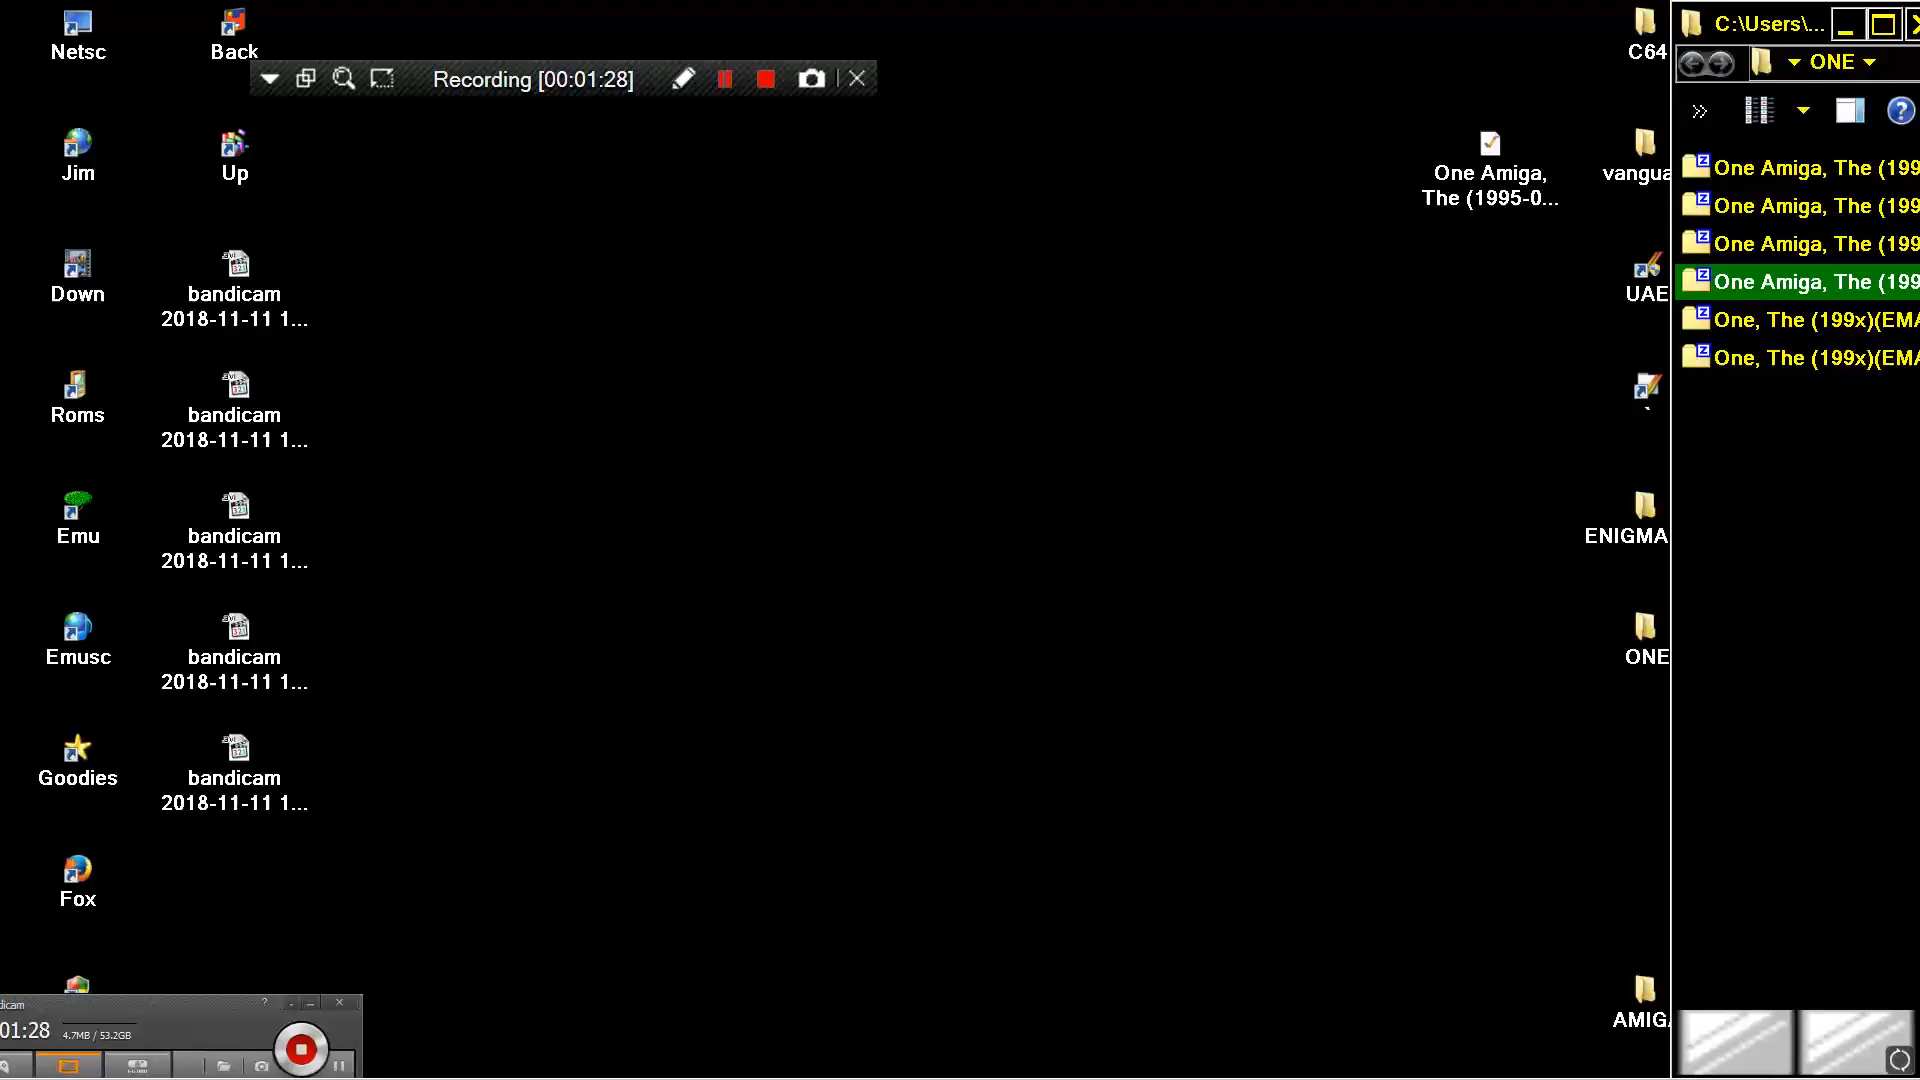 Netsc
Back
Recording [00:01:28]
C64
C:\Users\...
ONE
Jim
Up
One Amiga,
The (1995-0...
vangua
One Amiga, The (199
One Amiga, The (199
One Amiga, The (199
One Amiga, The (199
One, The (199x)(EMA
One, The (199x)(EMA
Down
bandicam
2018-11-11 1...
UAE
Roms
bandicam
2018-11-11 1...
Emu
bandicam
2018-11-11 1...
ENIGMA
Emusc
bandicam
2018-11-11 1...
ONE
Goodies
bandicam
2018-11-11 1...
Fox
dicam
01:28
4.7MB / 53.2GB
AMIGA